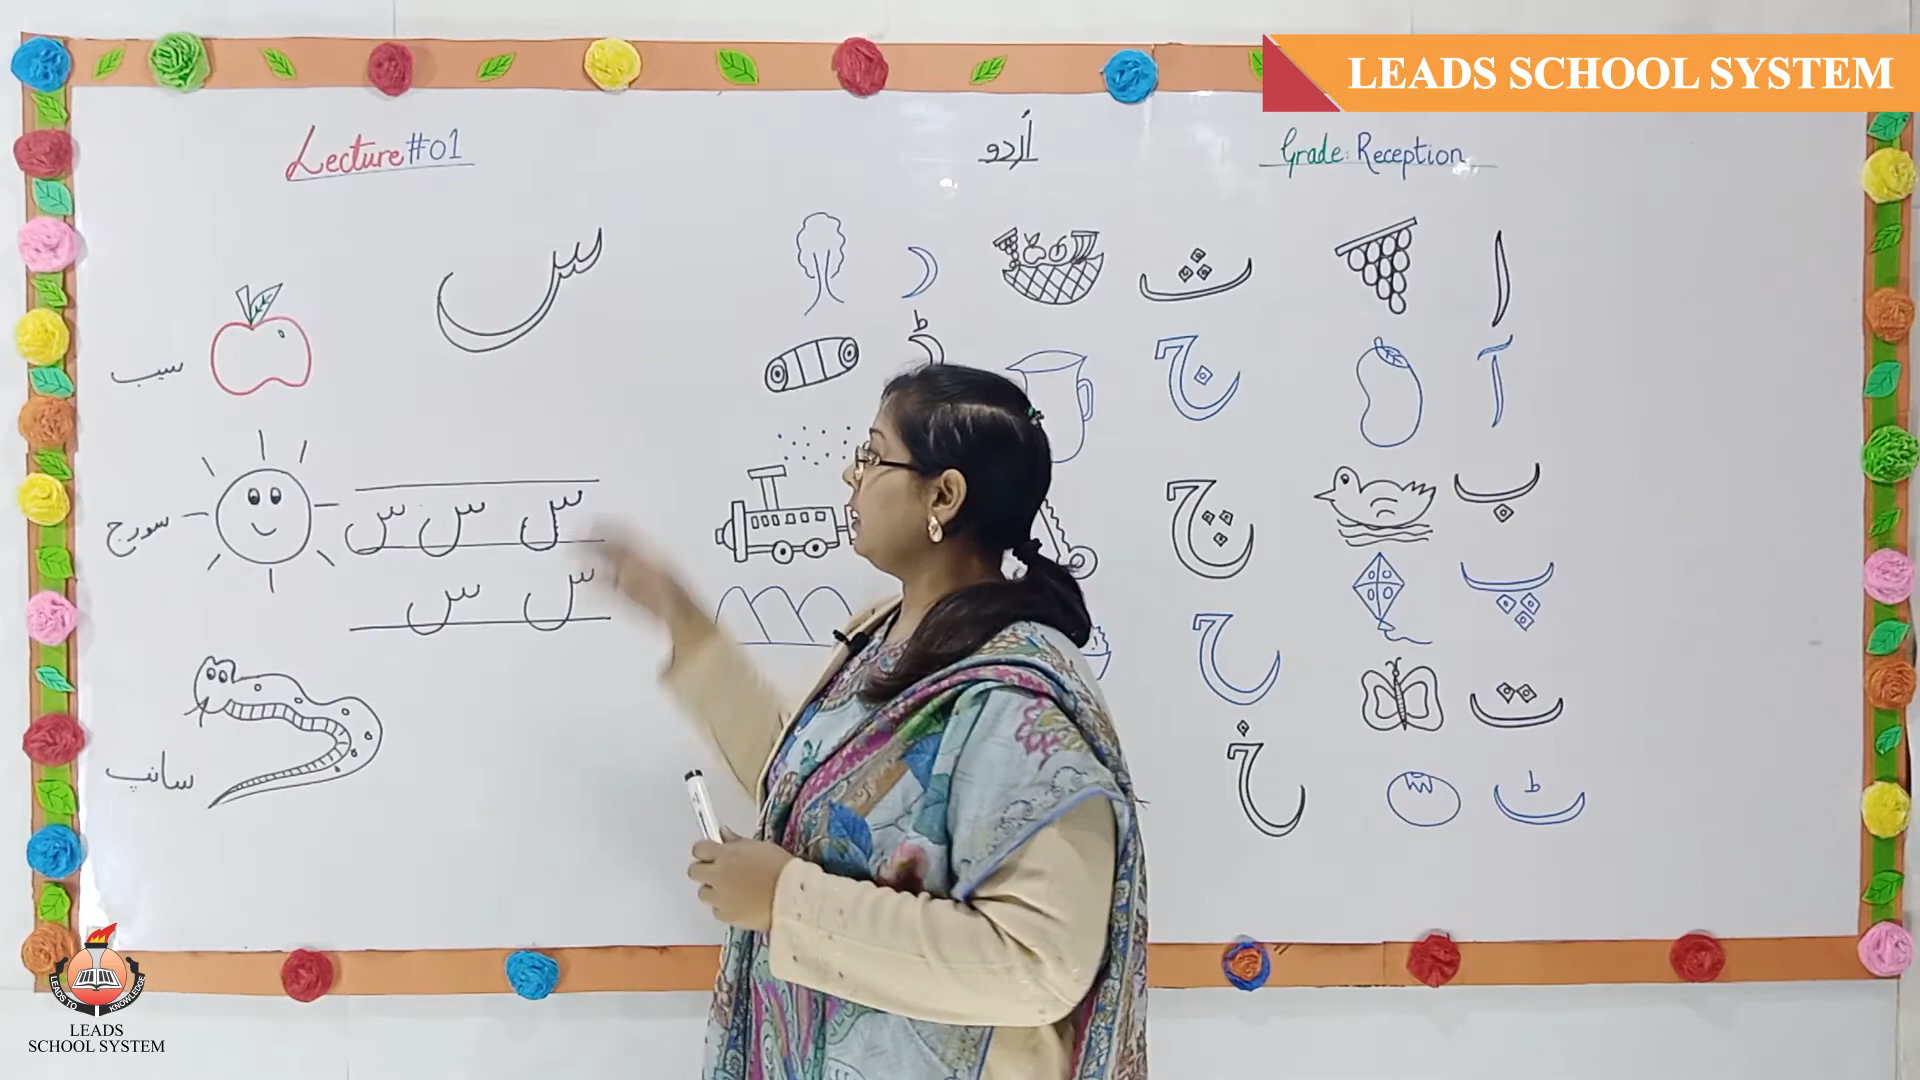 LEADS SCHOOL SYSTEM
Lecture #01
اُردو
Grade: Reception
ا
آ
ب
پ
ت
ٹ
ث
ج
چ
ح
خ
د
س
سیب
سورج
س س س
س س
سانپ
LEADS TO KNOWLEDGE
LEADS
SCHOOL SYSTEM